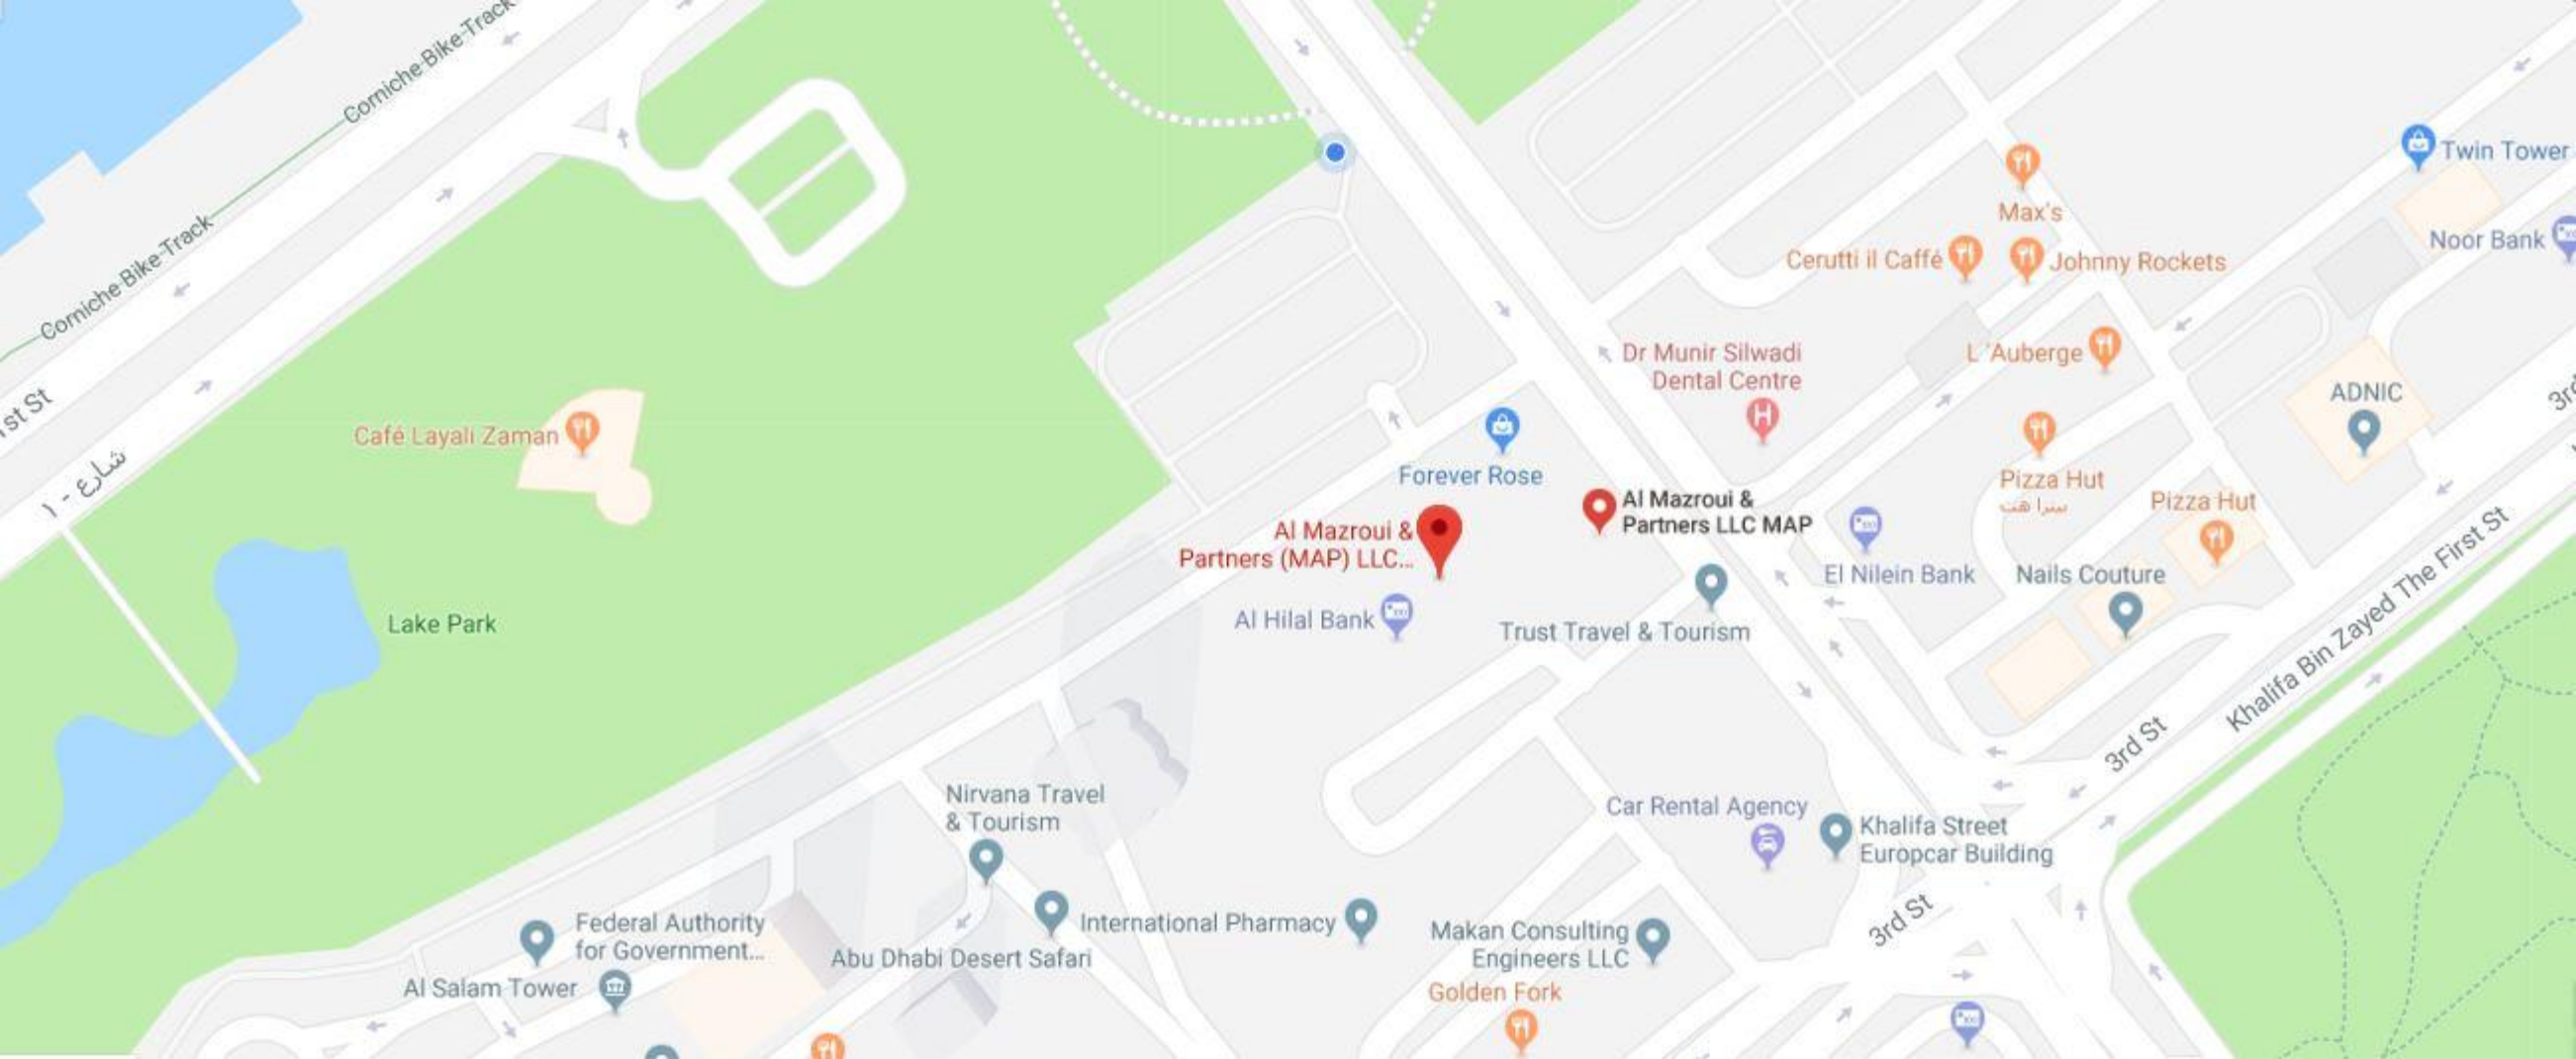 Corniche-Bike-Track
Corniche-Bike-Track
1st St
شارع - ١
Café Layali Zaman
Lake Park
Twin Tower
Noor Bank
Max's
Cerutti il Caffé
Johnny Rockets
L 'Auberge
ADNIC
3rd
Dr Munir Silwadi
Dental Centre
Forever Rose
Al Mazroui &
Partners LLC MAP
Al Mazroui &
Partners (MAP) LLC...
Al Hilal Bank
Trust Travel & Tourism
El Nilein Bank
Pizza Hut
بيتزا هت
Pizza Hut
Nails Couture
Khalifa Bin Zayed The First St
3rd St
Nirvana Travel
& Tourism
Car Rental Agency
Khalifa Street
Europcar Building
3rd St
Federal Authority
for Government...
Al Salam Tower
Abu Dhabi Desert Safari
International Pharmacy
Makan Consulting
Engineers LLC
Golden Fork